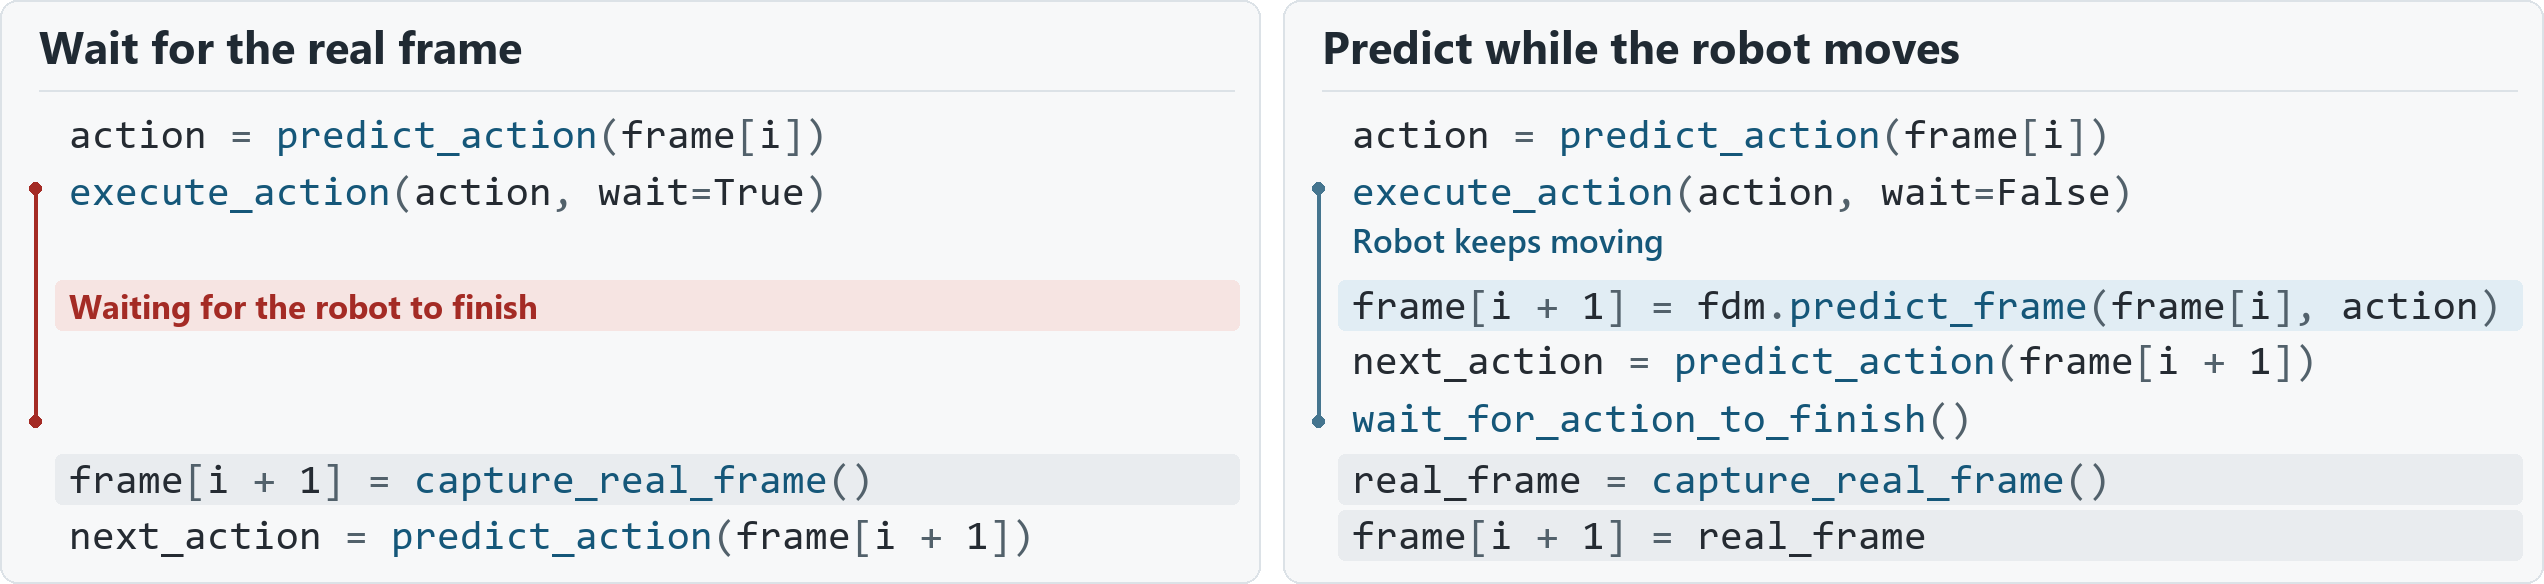 Wait for the real frame
action = predict_action(frame[i])
execute_action(action, wait=True)
Waiting for the robot to finish
frame[i + 1] = capture_real_frame()
next_action = predict_action(frame[i + 1])
Predict while the robot moves
action = predict_action(frame[i])
execute_action(action, wait=False)
Robot keeps moving
frame[i + 1] = fdm.predict_frame(frame[i], action)
next_action = predict_action(frame[i + 1])
wait_for_action_to_finish()
real_frame = capture_real_frame()
frame[i + 1] = real_frame